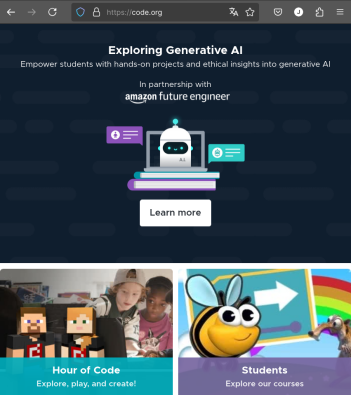 https://code.org
Exploring Generative AI
Empower students with hands-on projects and ethical insights into generative AI
In partnership with
amazon future engineer
AI
Learn more
Hour of Code
Explore, play, and create!
Students
Explore our courses